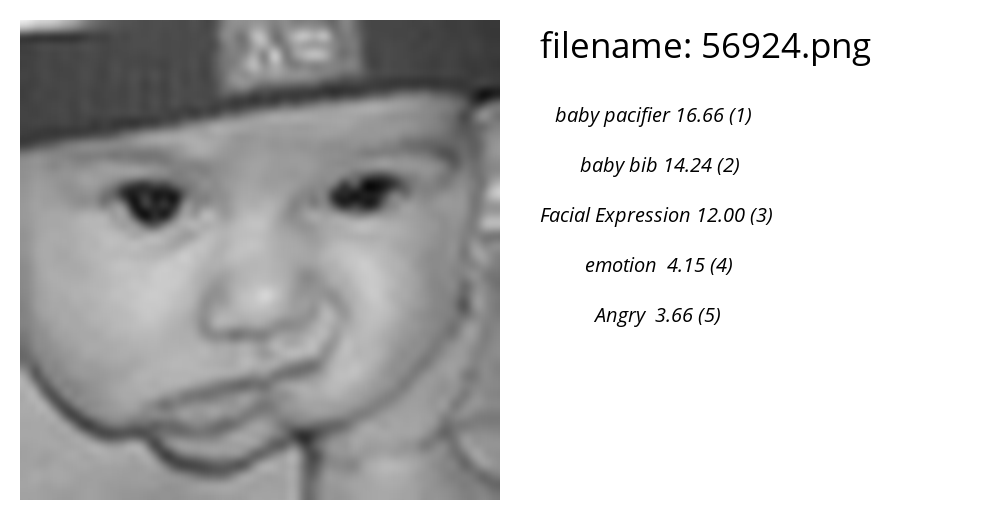 filename: 56924.png
baby pacifier 16.66 (1)
baby bib 14.24 (2)
Facial Expression 12.00 (3)
emotion 4.15 (4)
Angry 3.66 (5)